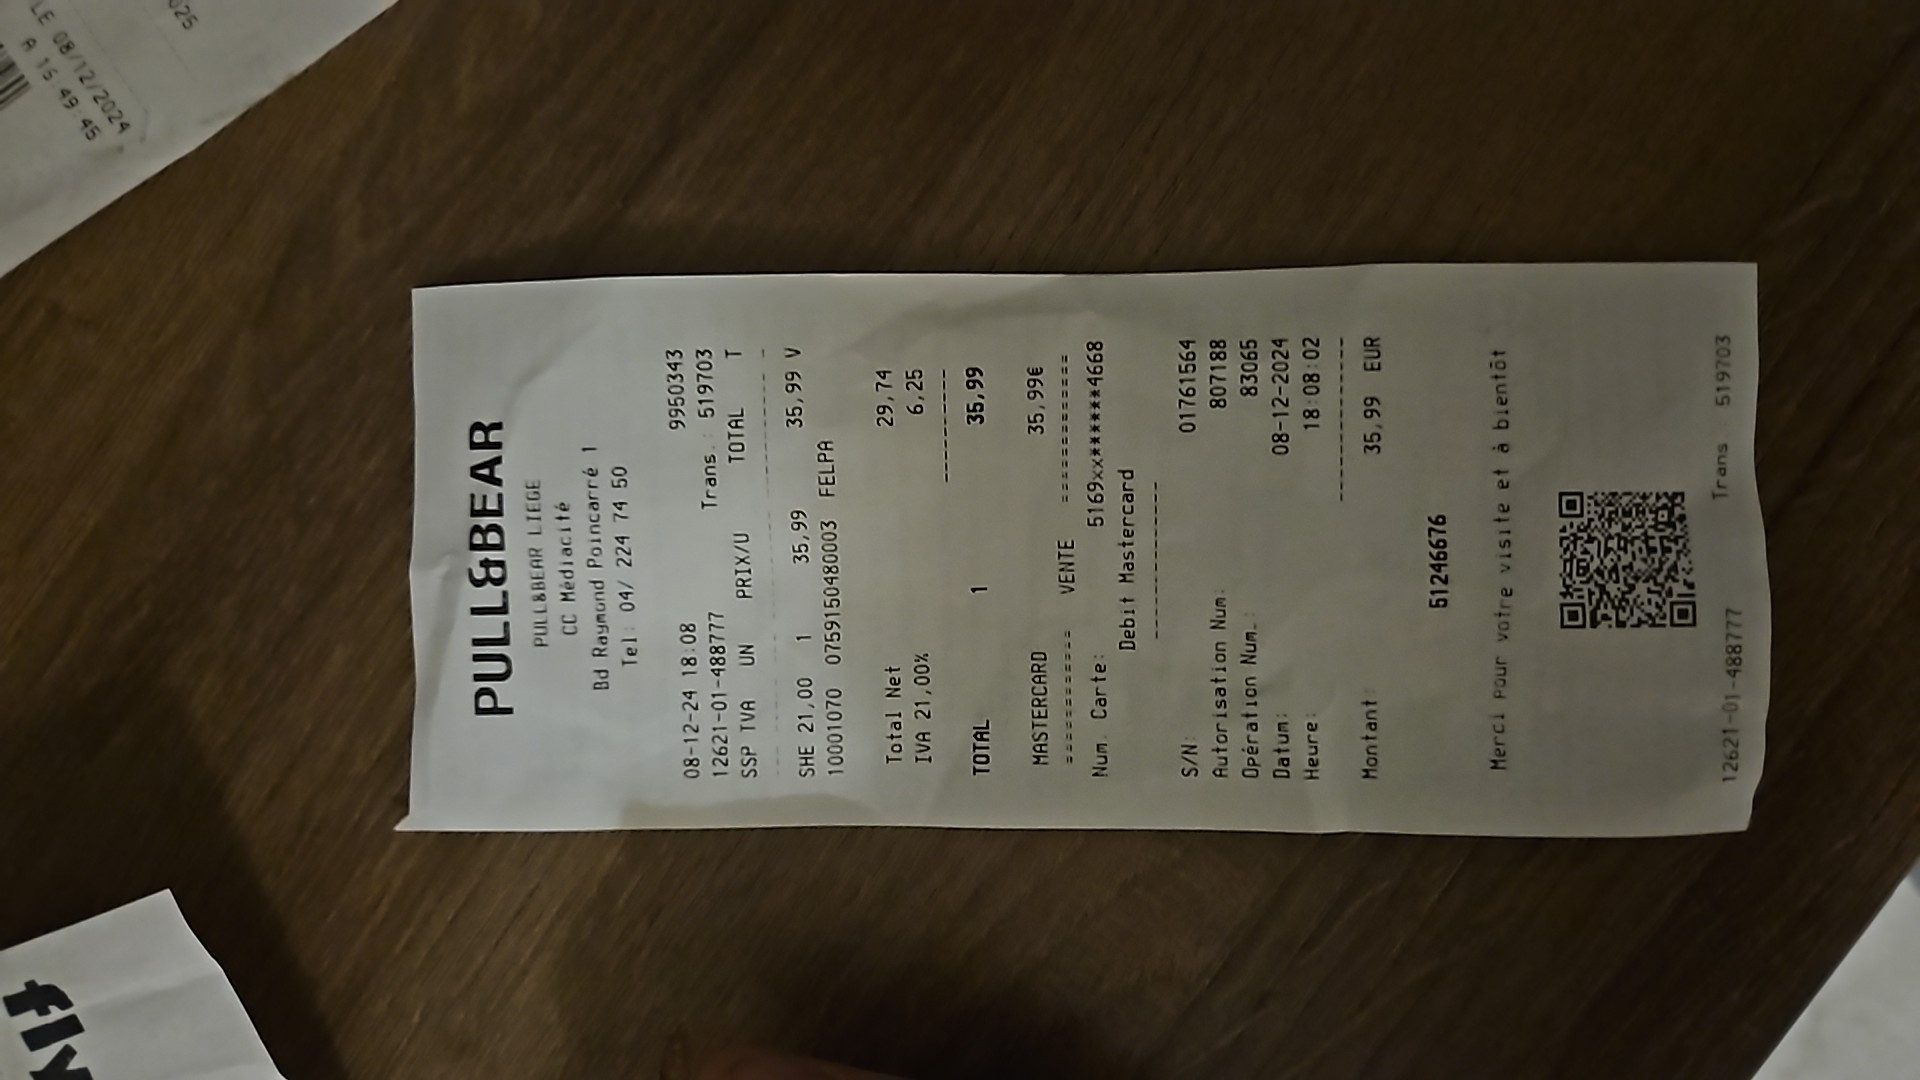 PULL&BEAR
PULL&BEAR LIEGE
CC Médiacité
Bd Raymond Poincarré 1
Tel: 04/ 224 74 50
08-12-24 18:08 9950343
12621-01-488777 Trans.: 519703
SSP TVA UN PRIX/U TOTAL T
SHE 21,00 1 35,99 35,99 V
10001070 0759150480003 FELPA
Total Net 29,74
IVA 21,00% 6,25
------------
TOTAL 1 35,99
MASTERCARD 35,99€
========== VENTE ============
Num. Carte: 5169xx*******4668
Debit Mastercard
--------------
S/N: 01761564
Autorisation Num: 807188
Opération Num.: 83065
Datum: 08-12-2024
Heure: 18:08:02
--------------
Montant: 35,99 EUR
51246676
Merci pour votre visite et à bientôt
12621-01-488777 Trans 519703
LE 08/12/2024
A 16:49:45
025
fly